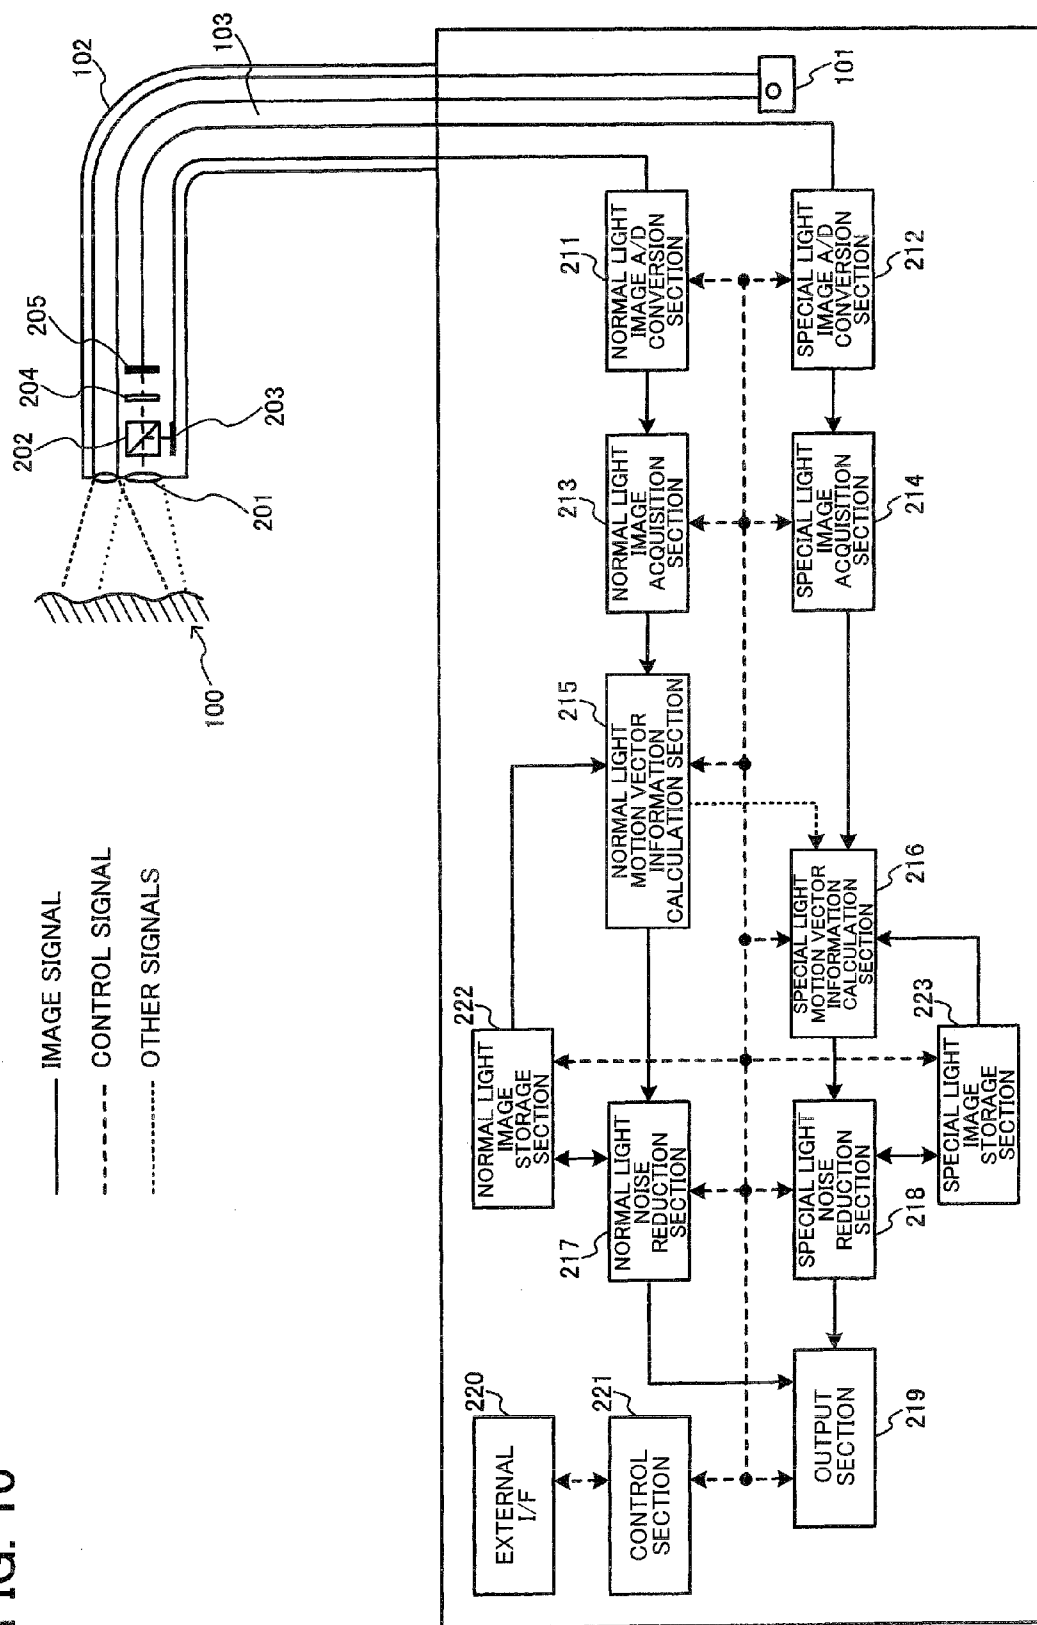 FIG. 10
IMAGE SIGNAL
CONTROL SIGNAL
OTHER SIGNALS
100
201
202
203
204
205
102
103
101
211
NORMAL LIGHT
IMAGE A/D
CONVERSION
SECTION
212
SPECIAL LIGHT
IMAGE A/D
CONVERSION
SECTION
213
NORMAL LIGHT
IMAGE
ACQUISITION
SECTION
214
SPECIAL LIGHT
IMAGE
ACQUISITION
SECTION
215
NORMAL LIGHT
MOTION VECTOR
INFORMATION
CALCULATION SECTION
216
SPECIAL LIGHT
MOTION VECTOR
INFORMATION
CALCULATION
SECTION
222
NORMAL LIGHT
IMAGE
STORAGE
SECTION
223
SPECIAL LIGHT
IMAGE
STORAGE
SECTION
217
NORMAL LIGHT
NOISE
REDUCTION
SECTION
218
SPECIAL LIGHT
NOISE
REDUCTION
SECTION
220
EXTERNAL
I/F
221
CONTROL
SECTION
219
OUTPUT
SECTION